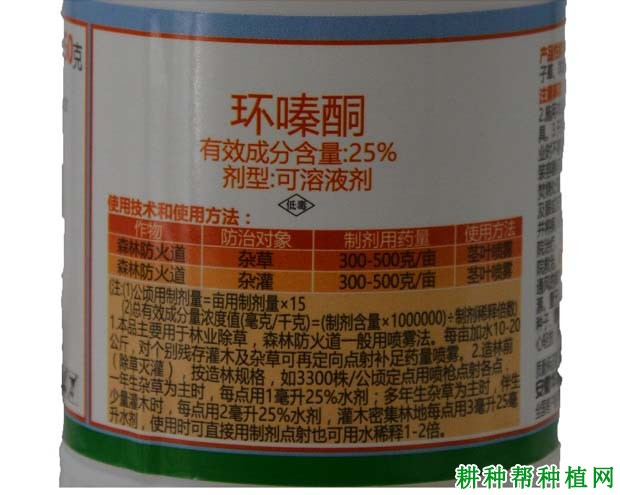 克
环嗪酮
有效成分含量:25%
剂型:可溶液剂
低毒
使用技术和使用方法：
作物 防治对象 制剂用药量 使用方法
森林防火道 杂草 300-500克/亩 茎叶喷雾
森林防火道 杂灌 300-500克/亩 茎叶喷雾
(注:(1)公顷用制剂量=亩用制剂量×15
(2)总有效成分量浓度值(毫克/千克)=(制剂含量×1000000)÷制剂稀释倍数)
1.本品主要用于林业除草，森林防火道一般用喷雾法。每亩加水10-20
公斤，对个别残存灌木及杂草可再定向点射补足药量喷雾。2.造林前
（除草灭灌），按造林规格，如3300株/公顷定点用喷枪点射各点，
一年生杂草为主时，每点用1毫升25%水剂；多年生杂草为主时，伴生
少量灌木时，每点用2毫升25%水剂，灌木密集林地每点用3毫升25毫
升水剂，使用时可直接用制剂点射也可用水稀释1-2倍。
耕种帮种植网
www.gengzhongbang.com